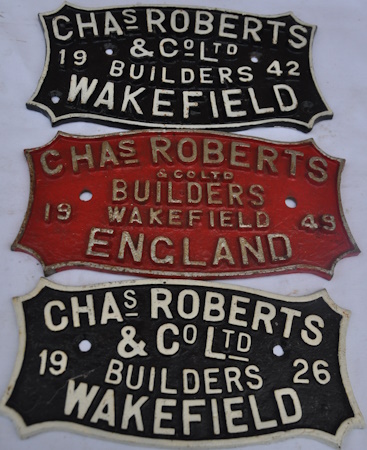 CHAS ROBERTS
& CO LTD
19 BUILDERS 42
WAKEFIELD
CHAS ROBERTS
& CO LTD
BUILDERS
19 WAKEFIELD 49
ENGLAND
CHAS ROBERTS
& CO LTD
19 BUILDERS 26
WAKEFIELD